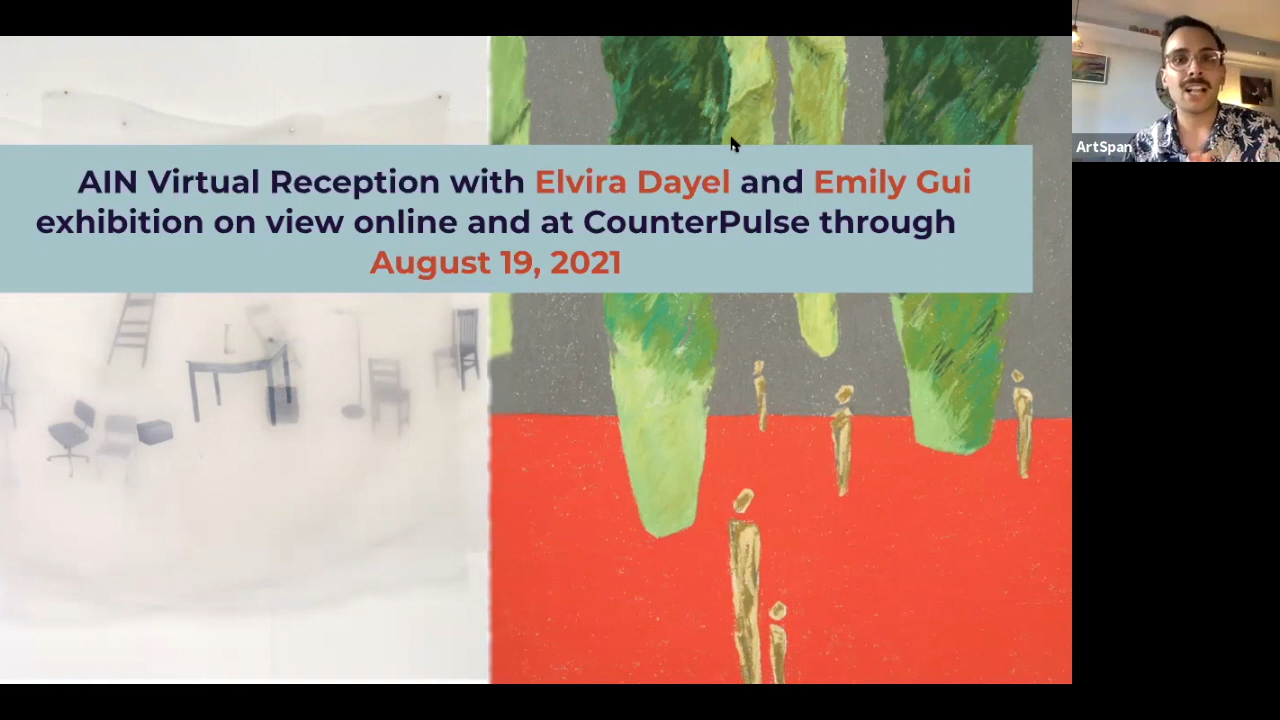 AIN Virtual Reception with Elvira Dayel and Emily Gui
exhibition on view online and at CounterPulse through
August 19, 2021
ArtSpan